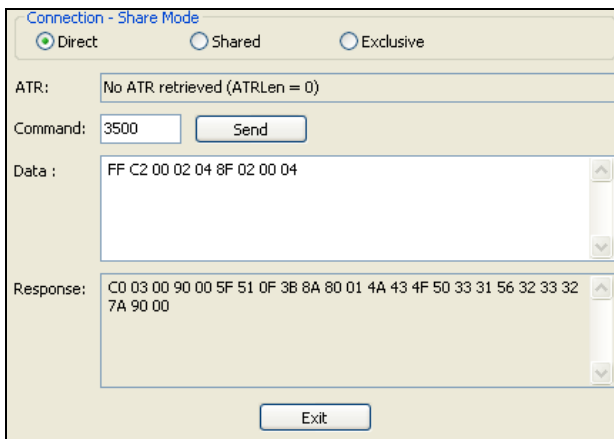 Connection - Share Mode
Direct Shared Exclusive
ATR: No ATR retrieved (ATRLen = 0)
Command: 3500 Send
Data : FF C2 00 02 04 8F 02 00 04
Response: C0 03 00 90 00 5F 51 0F 3B 8A 80 01 4A 43 4F 50 33 31 56 32 33 32
7A 90 00
Exit